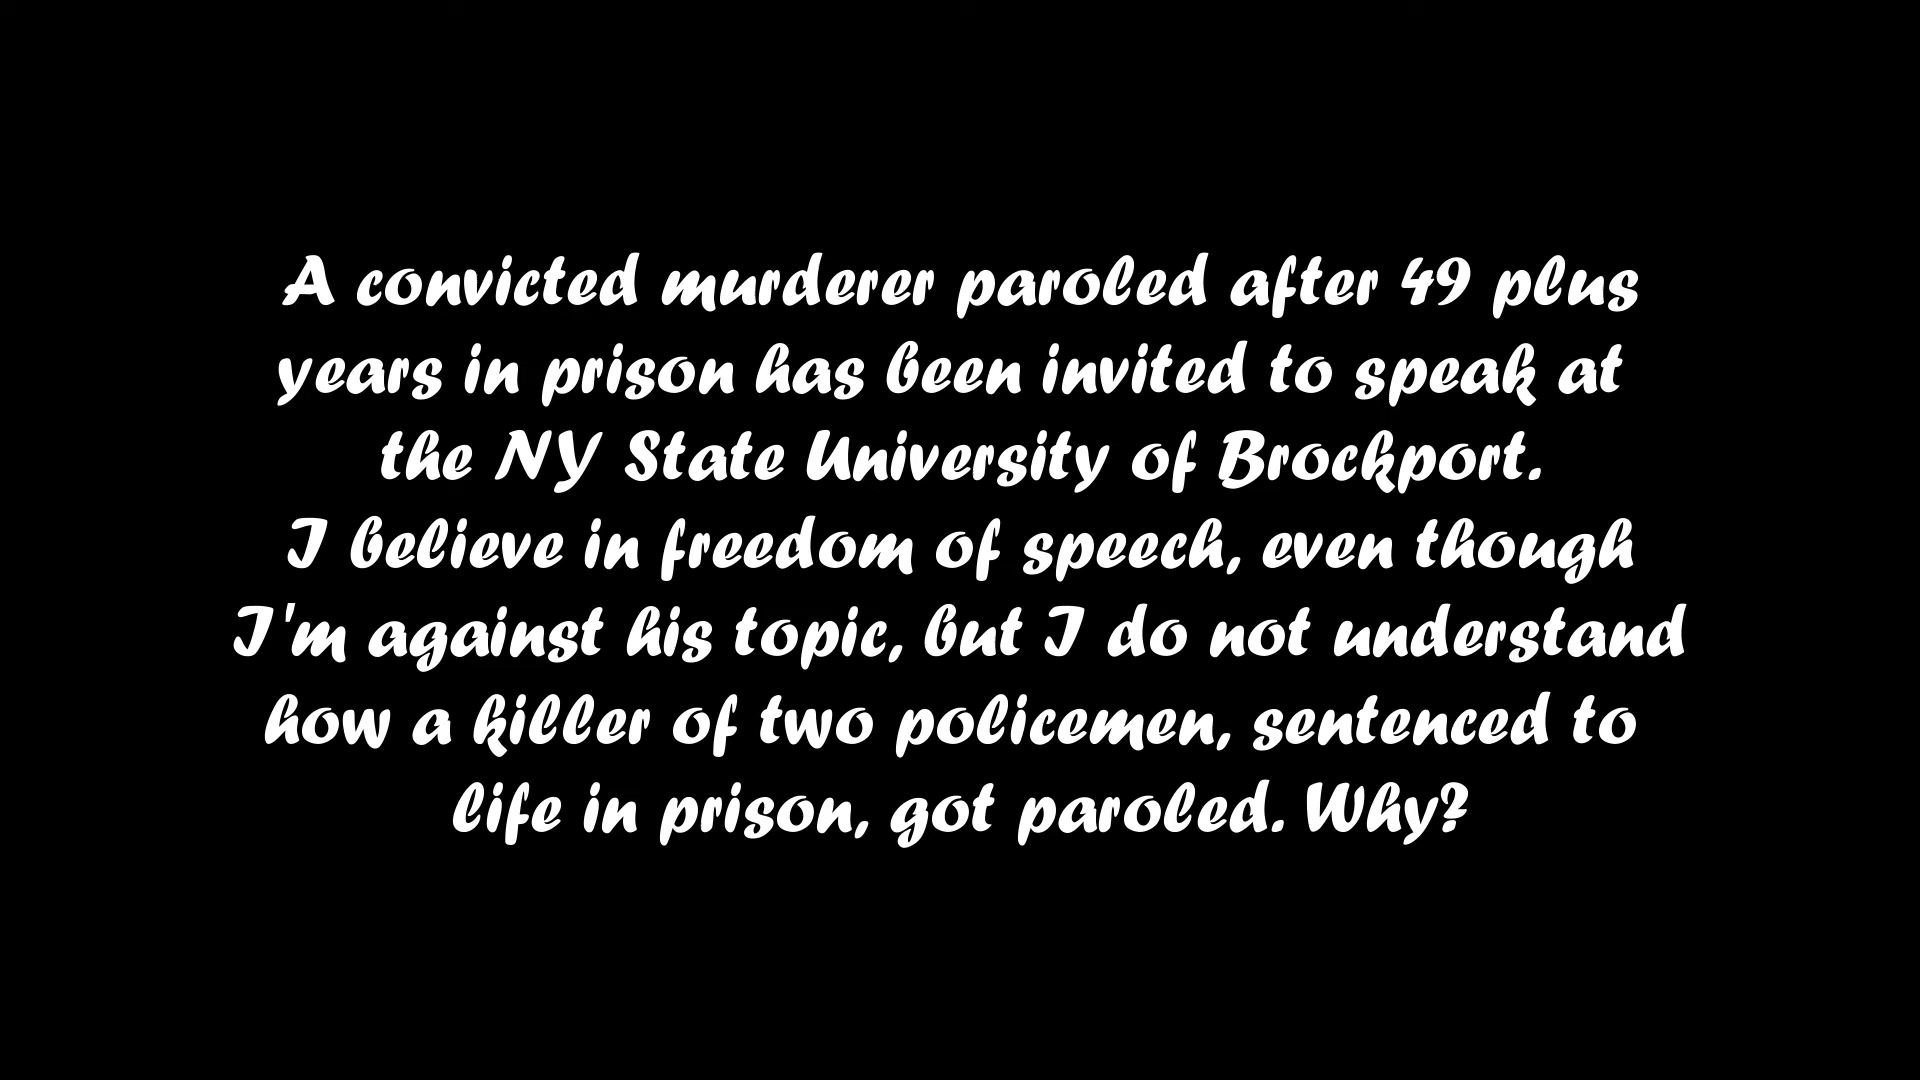 A convicted murderer paroled after 49 plus
years in prison has been invited to speak at
the NY State University of Brockport.
I believe in freedom of speech, even though
I'm against his topic, but I do not understand
how a killer of two policemen, sentenced to
life in prison, got paroled. Why?